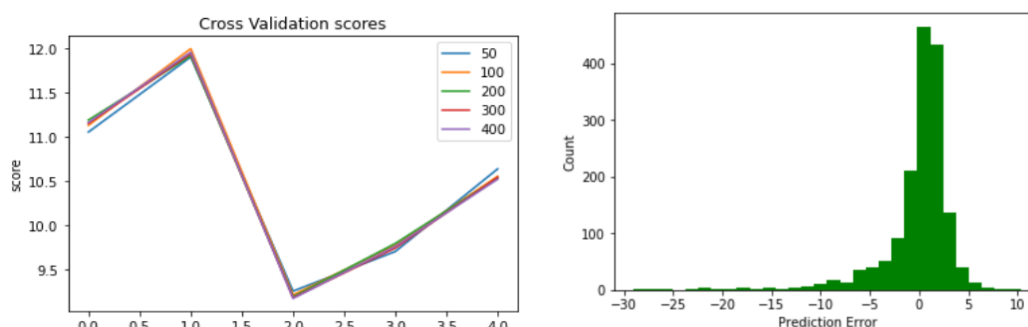 Cross Validation scores
12.0
11.5
11.0
10.5
10.0
9.5
score
50
100
200
300
400
0.0 0.5 1.0 1.5 2.0 2.5 3.0 3.5 4.0
400
300
200
100
0
Count
−30 −25 −20 −15 −10 −5 0 5 10
Prediction Error